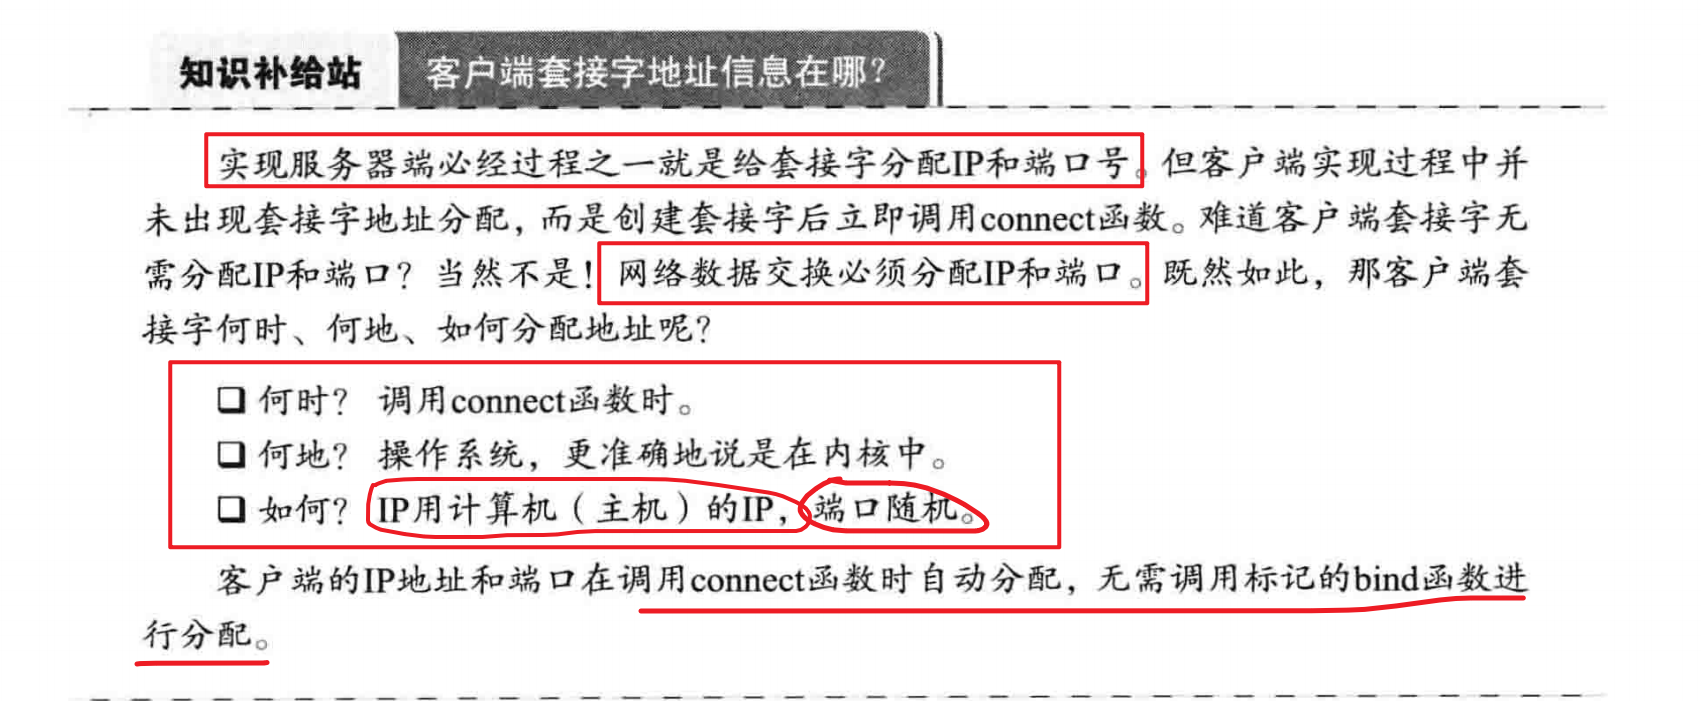 知识补给站 客户端套接字地址信息在哪？
实现服务器端必经过程之一就是给套接字分配IP和端口号。但客户端实现过程中并
未出现套接字地址分配，而是创建套接字后立即调用connect函数。难道客户端套接字无
需分配IP和端口？当然不是！网络数据交换必须分配IP和端口。既然如此，那客户端套
接字何时、何地、如何分配地址呢？
❑ 何时？ 调用connect函数时。
❑ 何地？ 操作系统，更准确地说是在内核中。
❑ 如何？ IP用计算机（主机）的IP，端口随机。
客户端的IP地址和端口在调用connect函数时自动分配，无需调用标记的bind函数进
行分配。